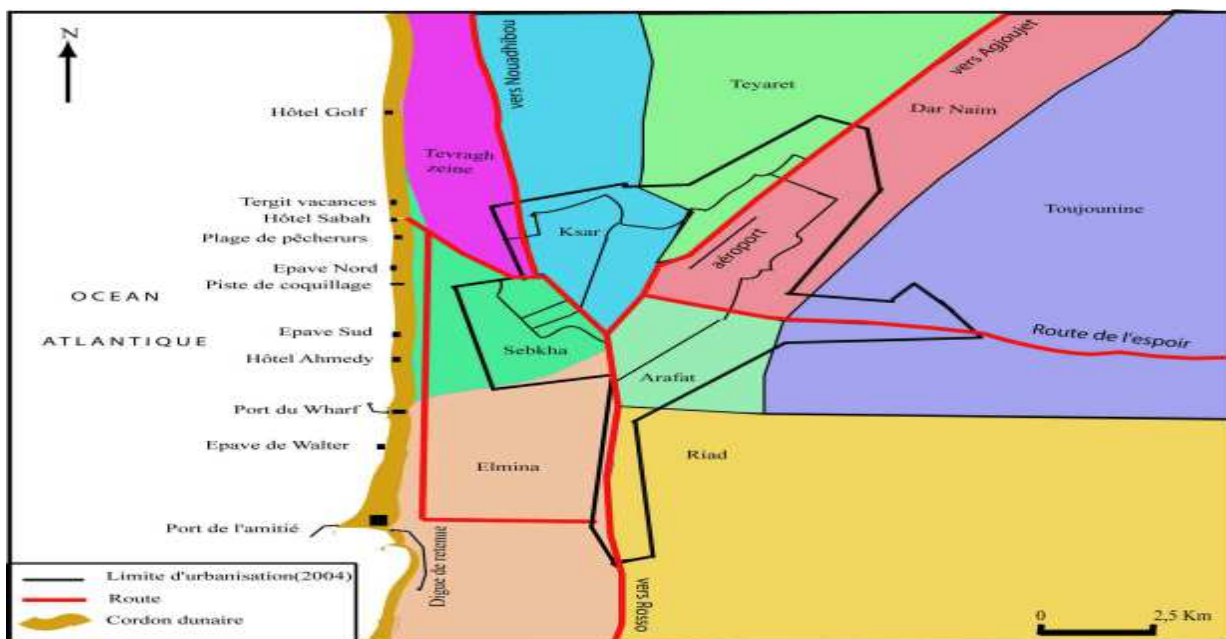 N
Hôtel Golf
Tergit vacances
Hôtel Sabah
Plage de pêcherurs
Epave Nord
Piste de coquillage
OCEAN
ATLANTIQUE
Epave Sud
Hôtel Ahmedy
Port du Wharf
Epave de Walter
Port de l'amitié
Digue de retenue
Tevragh
zeine
vers Nouadhibou
Ksar
Teyaret
vers Agjoujet
Dar Naim
aéroport
Toujounine
Route de l'espoir
Sebkha
Arafat
Elmina
Riad
vers Rosso
Limite d'urbanisation(2004)
Route
Cordon dunaire
0 2,5 Km